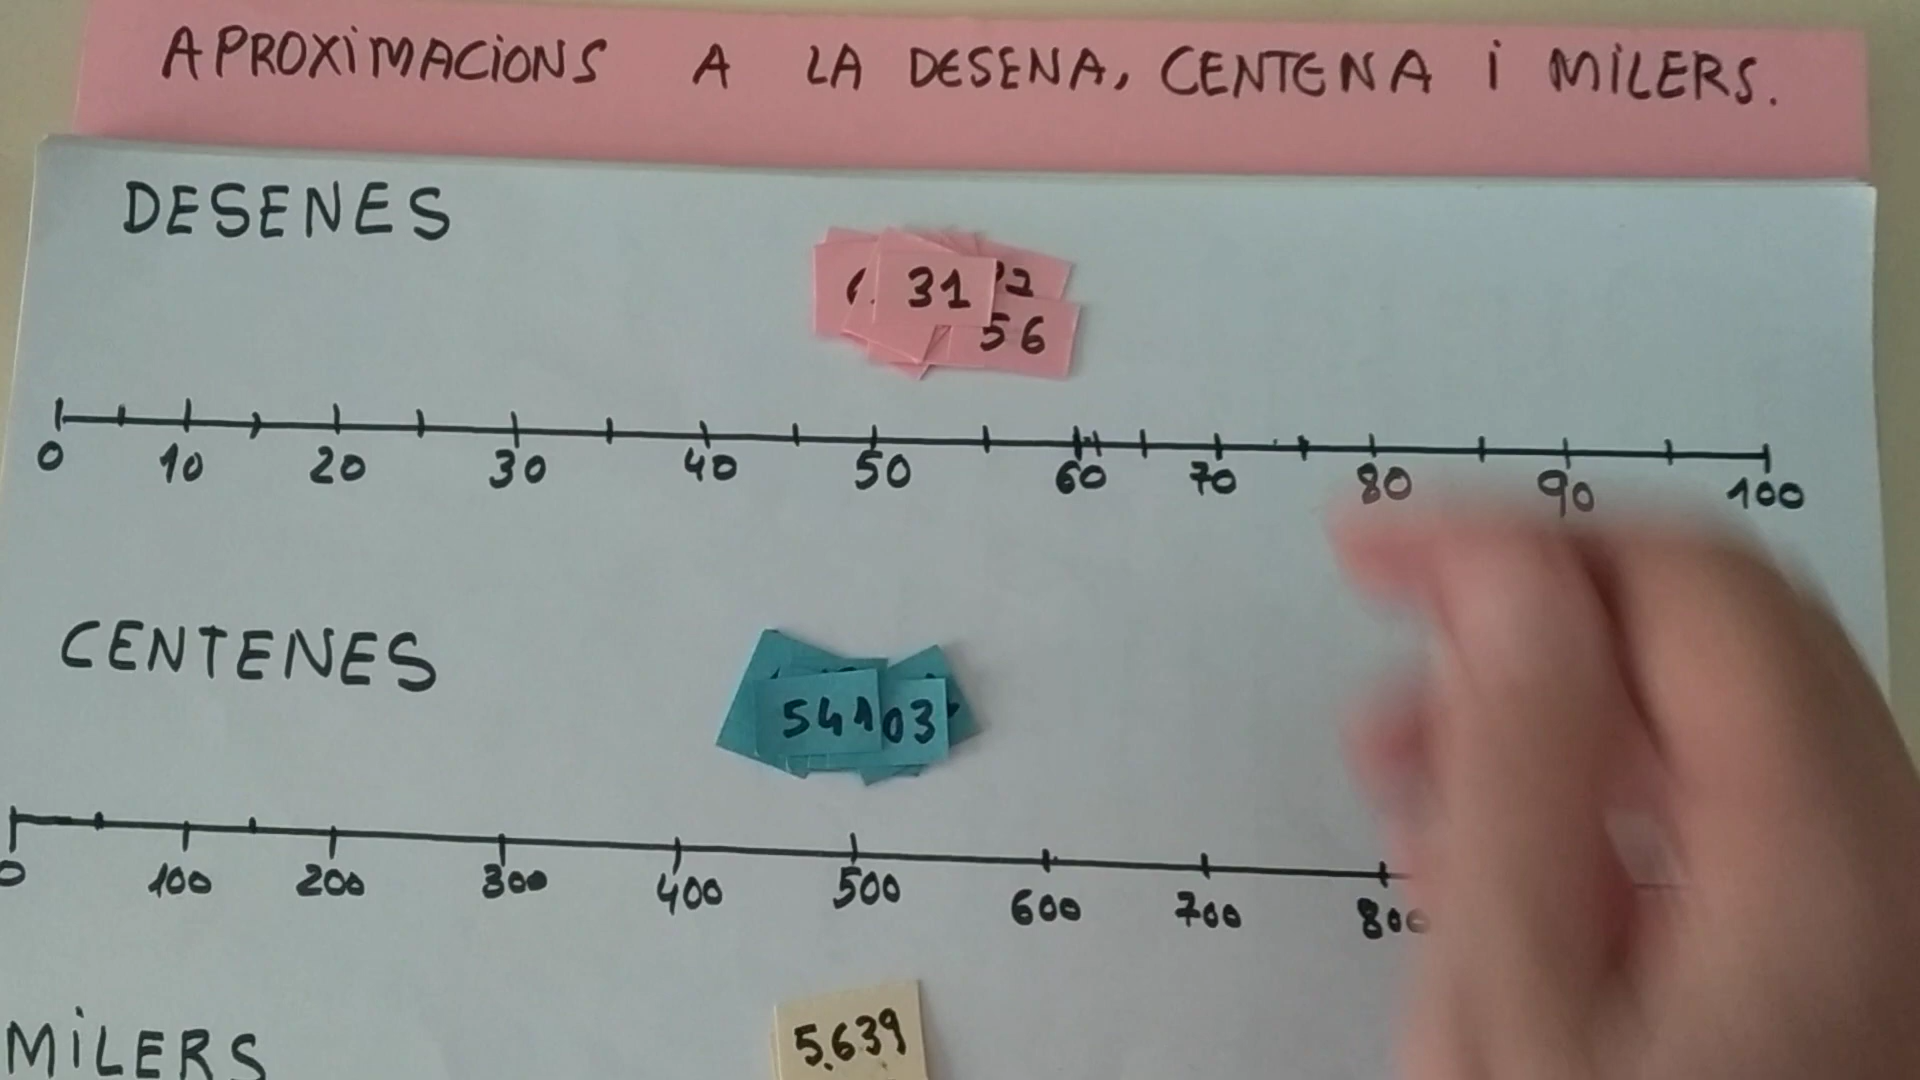 APROXIMACIONS A LA DESENA, CENTENA i MILERS.
DESENES
31
56
0 10 20 30 40 50 60 70 80 90 100
CENTENES
541
03
0 100 200 300 400 500 600 700 800
MILERS
5.639